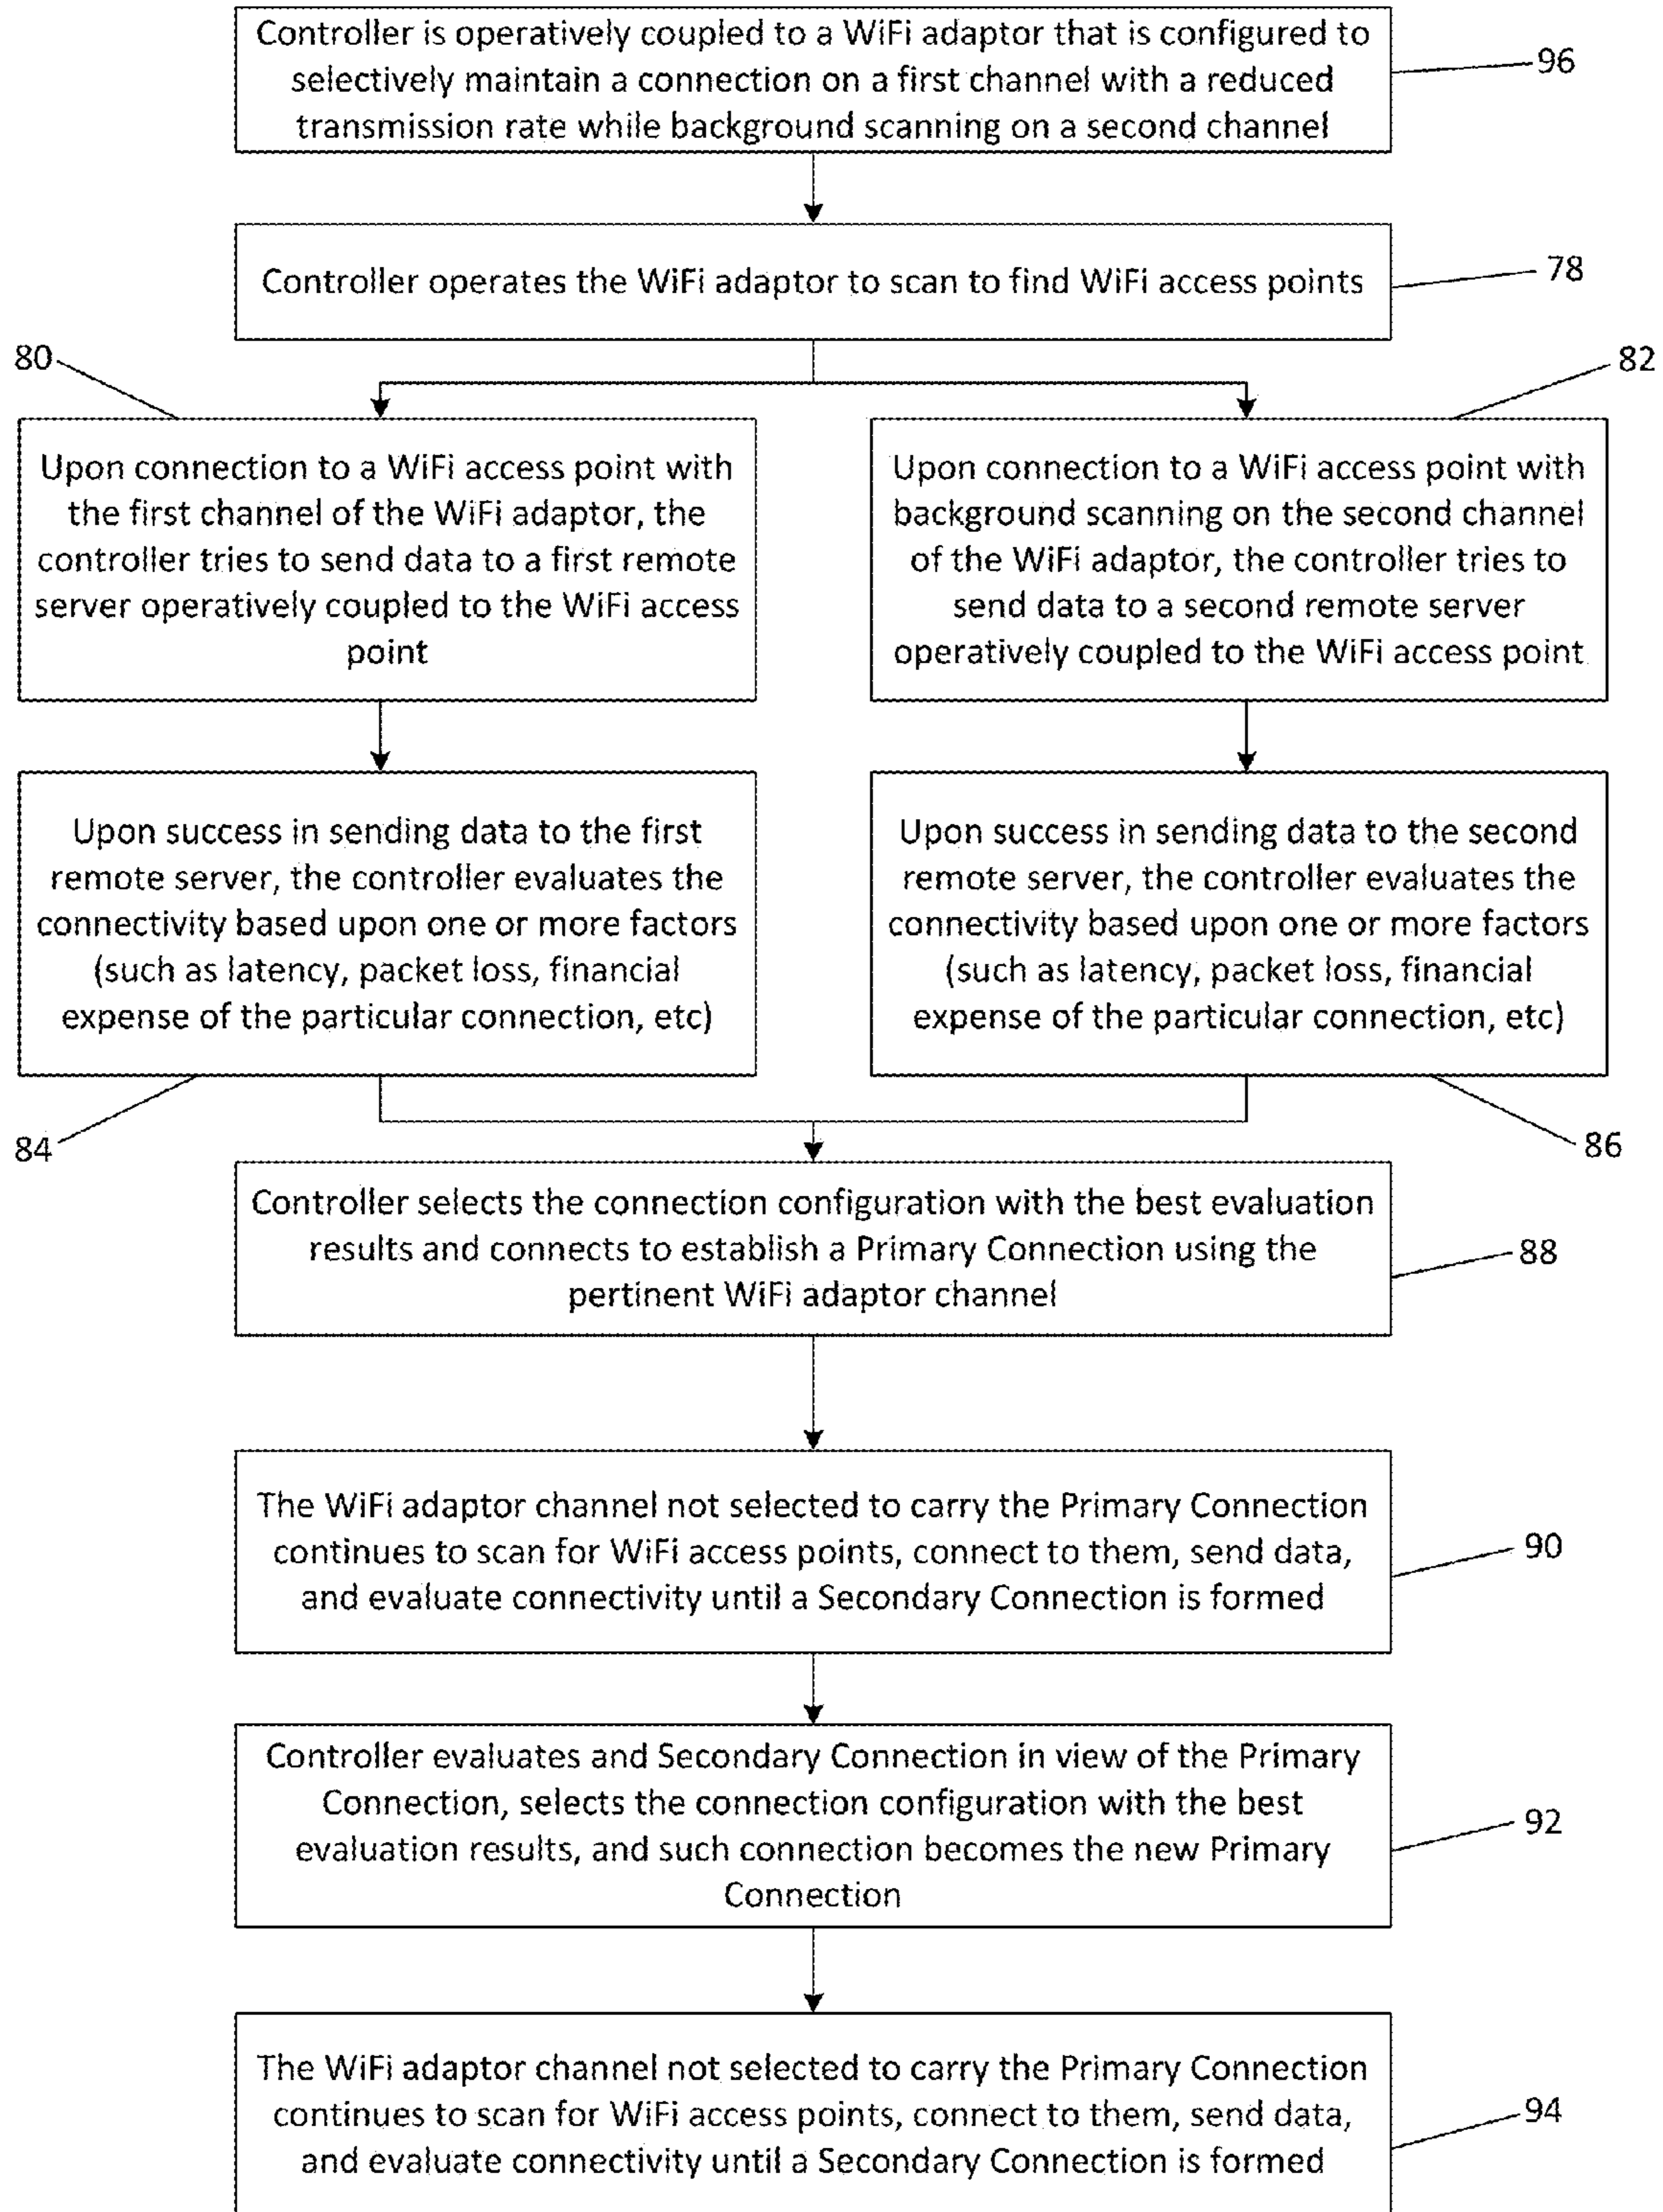 Controller is operatively coupled to a WiFi adaptor that is configured to
selectively maintain a connection on a first channel with a reduced
transmission rate while background scanning on a second channel
96
Controller operates the WiFi adaptor to scan to find WiFi access points
78
80
82
Upon connection to a WiFi access point with
the first channel of the WiFi adaptor, the
controller tries to send data to a first remote
server operatively coupled to the WiFi access
point
Upon connection to a WiFi access point with
background scanning on the second channel
of the WiFi adaptor, the controller tries to
send data to a second remote server
operatively coupled to the WiFi access point
Upon success in sending data to the first
remote server, the controller evaluates the
connectivity based upon one or more factors
(such as latency, packet loss, financial
expense of the particular connection, etc)
Upon success in sending data to the second
remote server, the controller evaluates the
connectivity based upon one or more factors
(such as latency, packet loss, financial
expense of the particular connection, etc)
84
86
Controller selects the connection configuration with the best evaluation
results and connects to establish a Primary Connection using the
pertinent WiFi adaptor channel
88
The WiFi adaptor channel not selected to carry the Primary Connection
continues to scan for WiFi access points, connect to them, send data,
and evaluate connectivity until a Secondary Connection is formed
90
Controller evaluates and Secondary Connection in view of the Primary
Connection, selects the connection configuration with the best
evaluation results, and such connection becomes the new Primary
Connection
92
The WiFi adaptor channel not selected to carry the Primary Connection
continues to scan for WiFi access points, connect to them, send data,
and evaluate connectivity until a Secondary Connection is formed
94